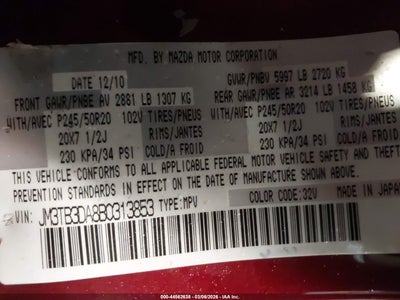 MFD. BY MAZDA MOTOR CORPORATION
DATE 12/10 GVWR/PNBV 5997 LB 2720 KG
FRONT GAWR/PNBE AV 2881 LB 1307 KG REAR GAWR/PNBE AR 3214 LB 1458 KG
WITH/AVEC P245/50R20 102V TIRES/PNEUS WITH/AVEC P245/50R20 102V TIRES/PNEUS
20X7 1/2J RIMS/JANTES 20X7 1/2J RIMS/JANTES
230 KPA/34 PSI COLD/A FROID 230 KPA/34 PSI COLD/A FROID
THIS VEHICLE CONFORMS TO ALL APPLICABLE FEDERAL MOTOR VEHICLE SAFETY AND THEFT
PREVENTION STANDARDS IN EFFECT ON THE DATE OF MANUFACTURE SHOWN ABOVE.
VIN: JM3TB3DA8B0313853 TYPE:MPV COLOR CODE:32V MADE IN JAPAN
000-44562638 - 03/06/2026 - IAAI US